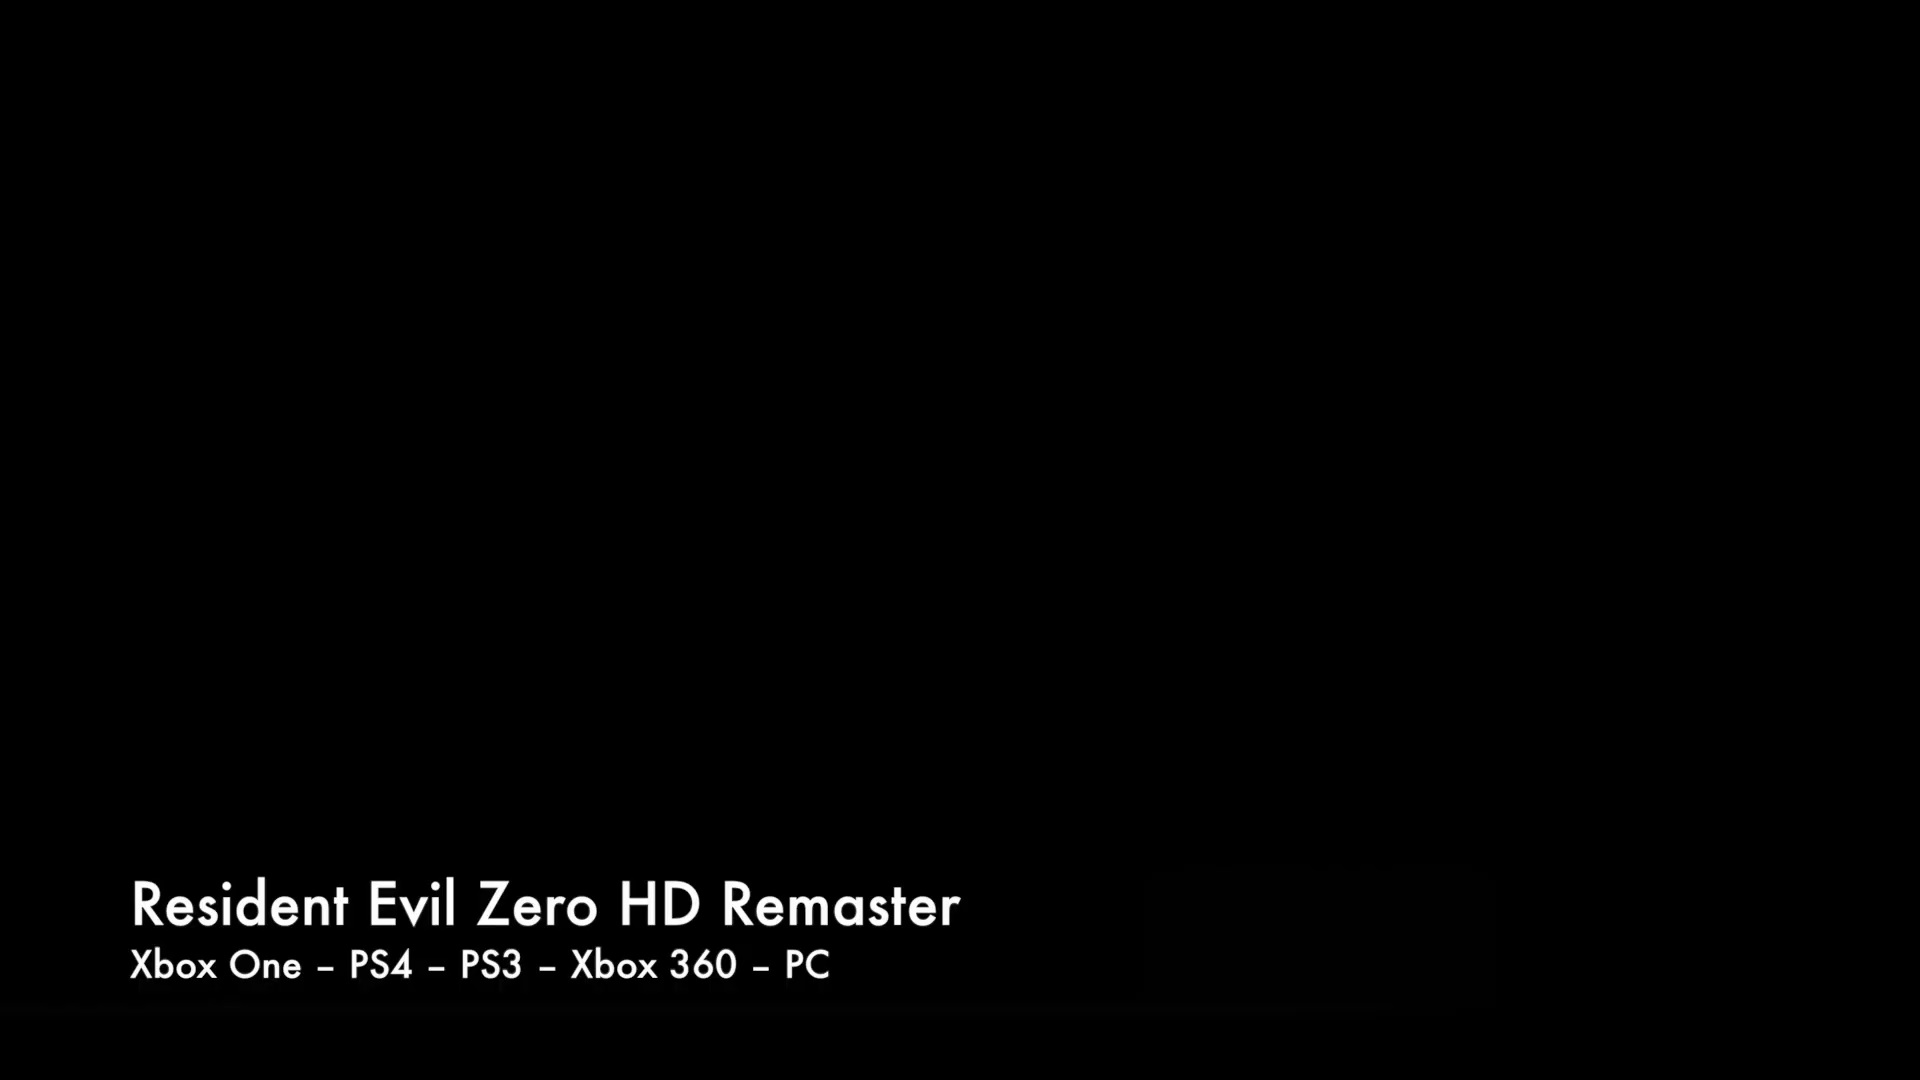 Resident Evil Zero HD Remaster
Xbox One – PS4 – PS3 – Xbox 360 – PC